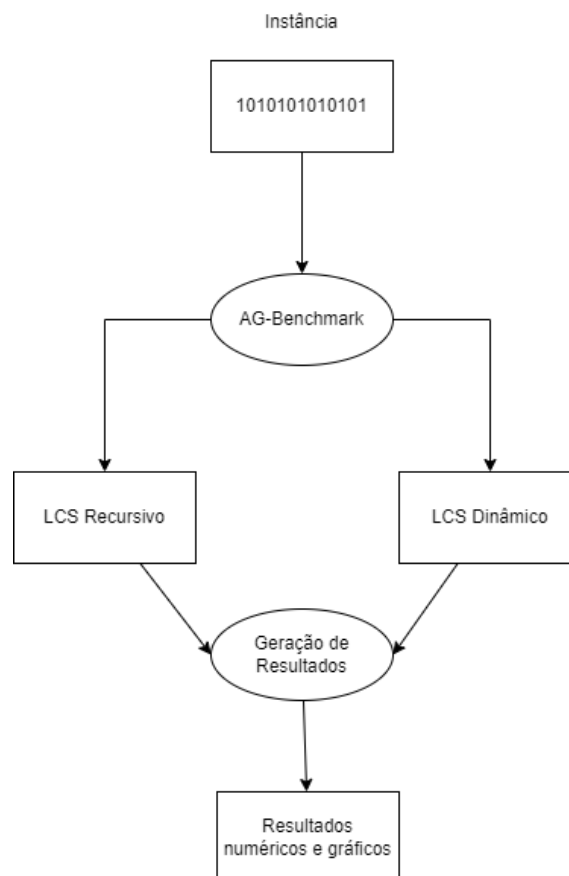 Instância
1010101010101
AG-Benchmark
LCS Recursivo
LCS Dinâmico
Geração de
Resultados
Resultados
numéricos e gráficos